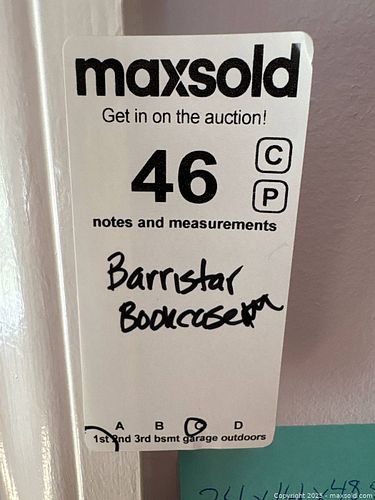 maxsold
Get in on the auction!
46
C
P
notes and measurements
Barristar
Bookcase
A B C D
1st 2nd 3rd bsmt garage outdoors
Copyright 2025 - maxsold.com